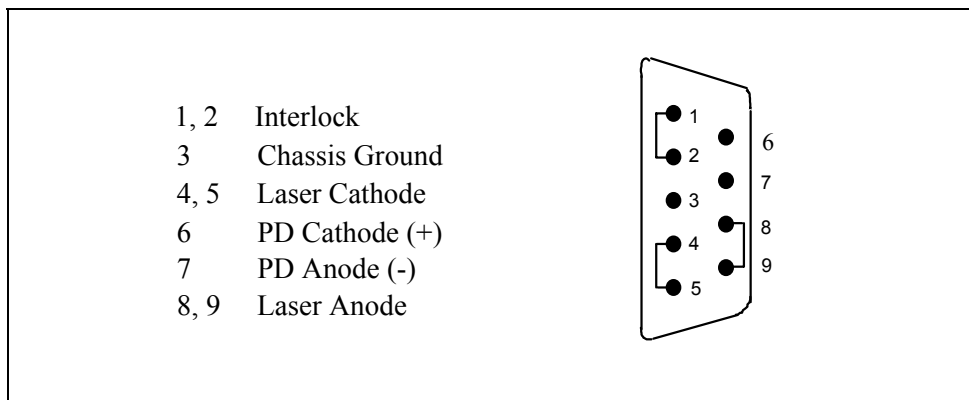 1, 2 Interlock
3 Chassis Ground
4, 5 Laser Cathode
6 PD Cathode (+)
7 PD Anode (-)
8, 9 Laser Anode
1
6
2
7
3
8
4
9
5